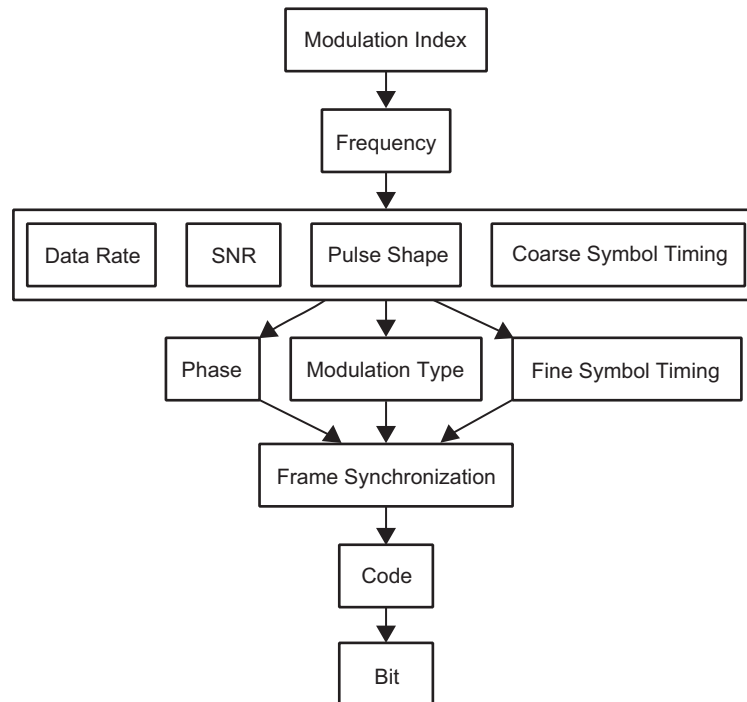 Modulation Index
Frequency
Data Rate
SNR
Pulse Shape
Coarse Symbol Timing
Phase
Modulation Type
Fine Symbol Timing
Frame Synchronization
Code
Bit